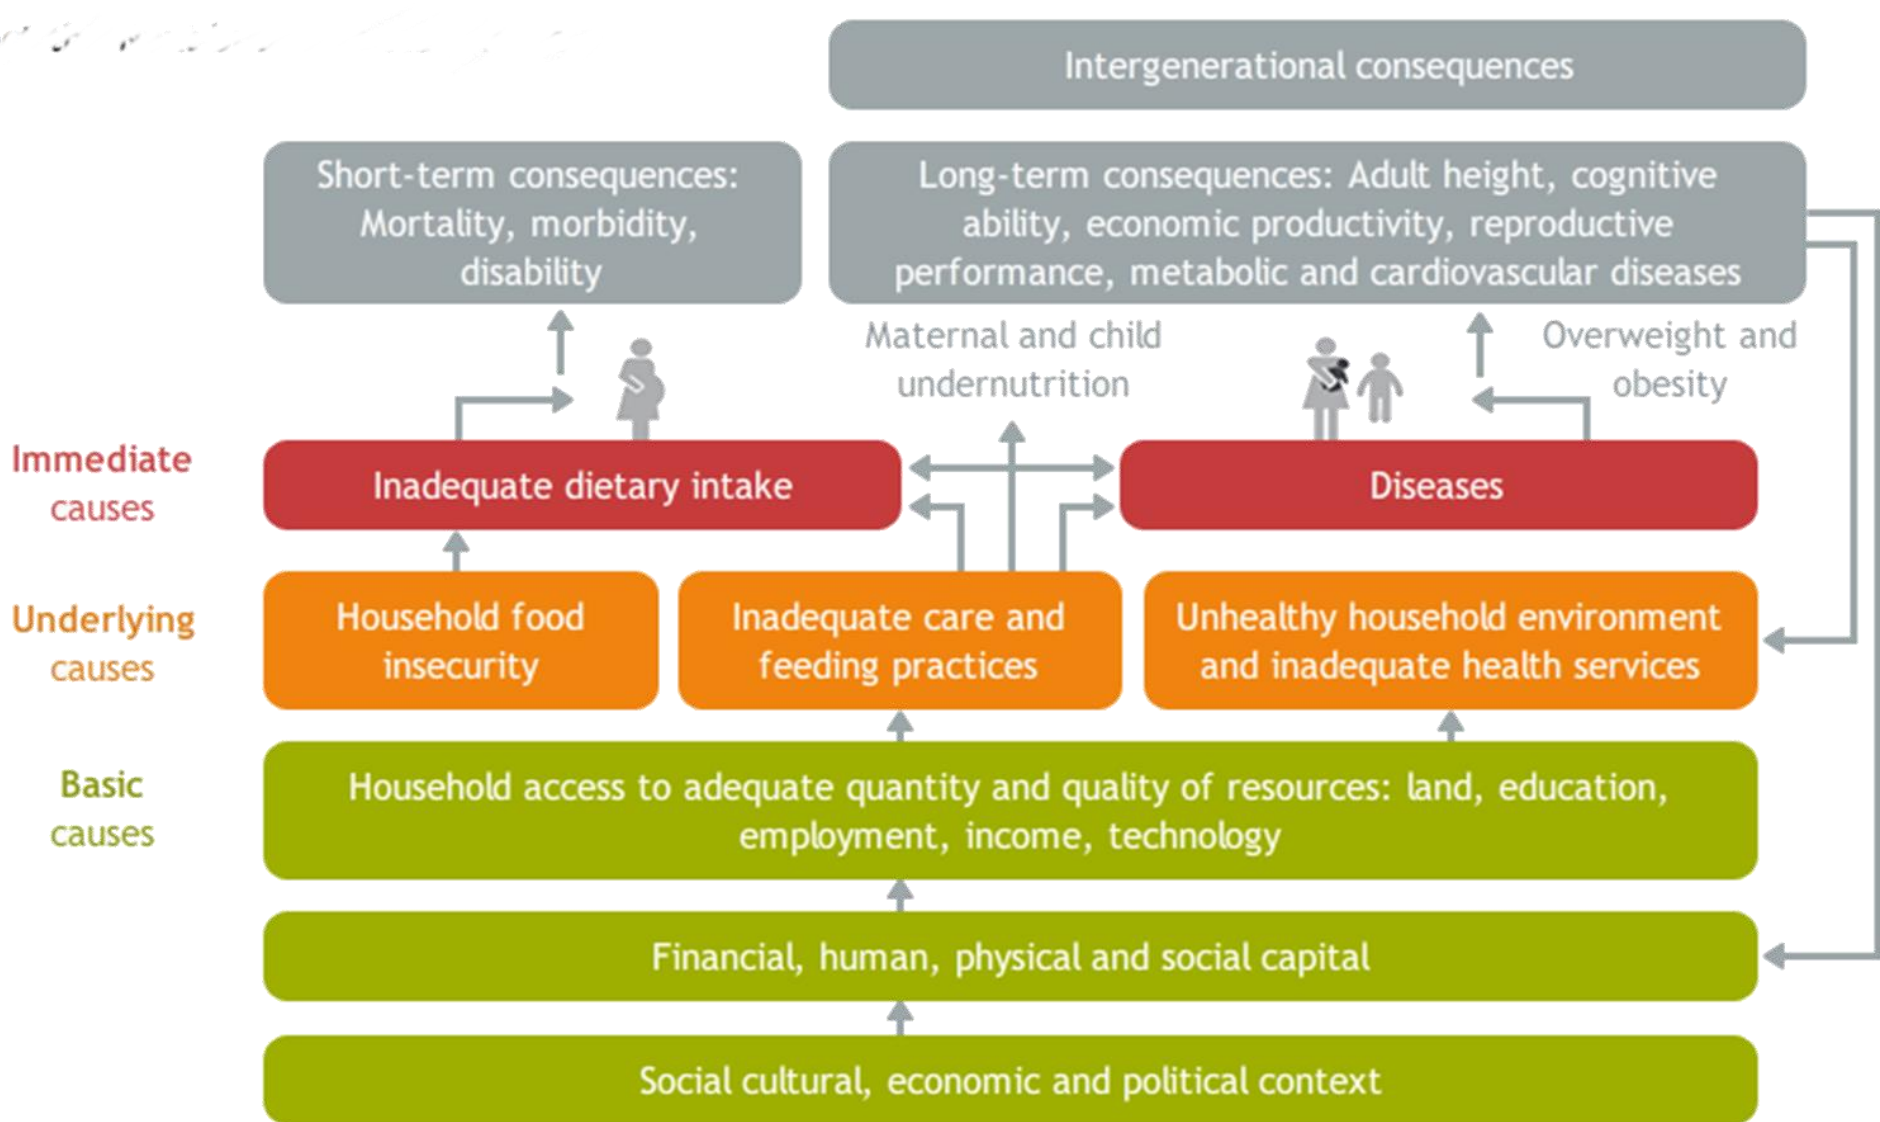 Intergenerational consequences
Short-term consequences:
Mortality, morbidity,
disability
Long-term consequences: Adult height, cognitive
ability, economic productivity, reproductive
performance, metabolic and cardiovascular diseases
Maternal and child
undernutrition
Overweight and
obesity
Immediate
causes
Inadequate dietary intake
Diseases
Underlying
causes
Household food
insecurity
Inadequate care and
feeding practices
Unhealthy household environment
and inadequate health services
Basic
causes
Household access to adequate quantity and quality of resources: land, education,
employment, income, technology
Financial, human, physical and social capital
Social cultural, economic and political context